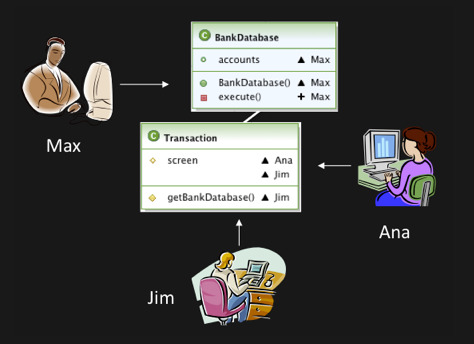 C BankDatabase
accounts ▲ Max
BankDatabase() ▲ Max
execute() + Max
Max
C Transaction
screen ▲ Ana
▲ Jim
getBankDatabase() ▲ Jim
Ana
Jim